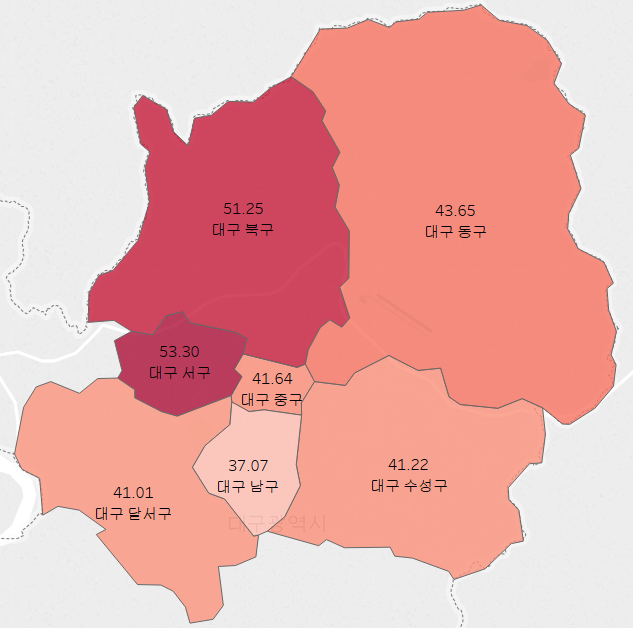 51.25
대구 북구
43.65
대구 동구
53.30
대구 서구
41.64
대구 중구
37.07
대구 남구
41.22
대구 수성구
41.01
대구 달서구
대구광역시